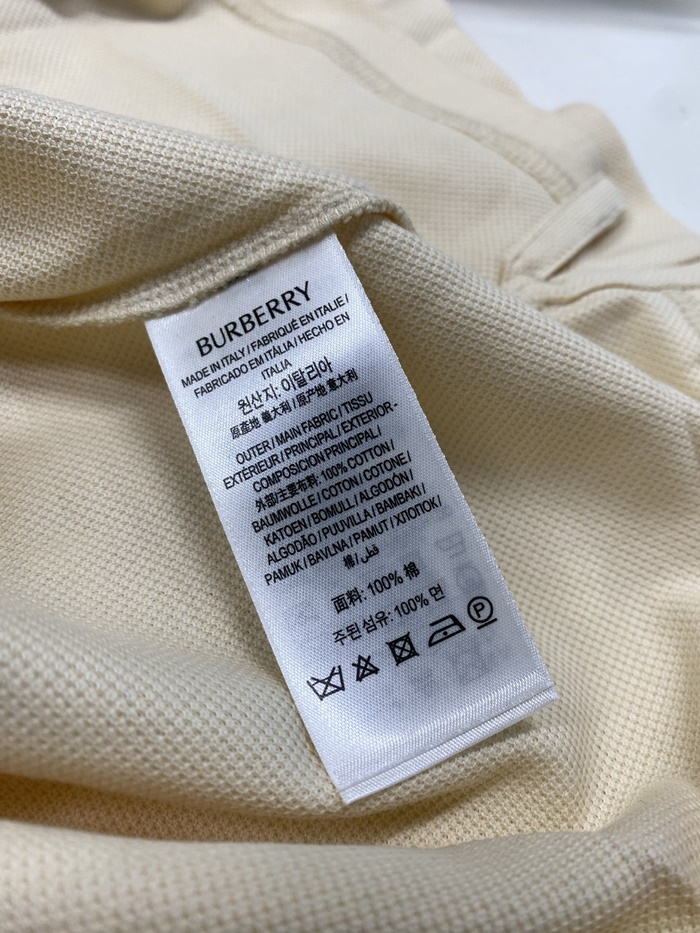 BURBERRY
MADE IN ITALY / FABRIQUÉ EN ITALIE /
FABRICADO EM ITÁLIA / HECHO EN
ITALIA
원산지: 이탈리아
原產地 義大利 / 原产地 意大利
OUTER / MAIN FABRIC / TISSU
EXTÉRIEUR / PRINCIPAL / EXTERIOR -
COMPOSICION PRINCIPAL /
外部/主要布料: 100% COTTON /
BAUMWOLLE / COTON / COTONE /
KATOEN / BOMULL / ALGODÓN /
ALGODÃO / PUUVILLA / BAMBAKI /
PAMUK / BAVLNA / PAMUT / ХЛОПОК /
棉 / قطن
面料: 100% 棉
주된 섬유: 100% 면
P